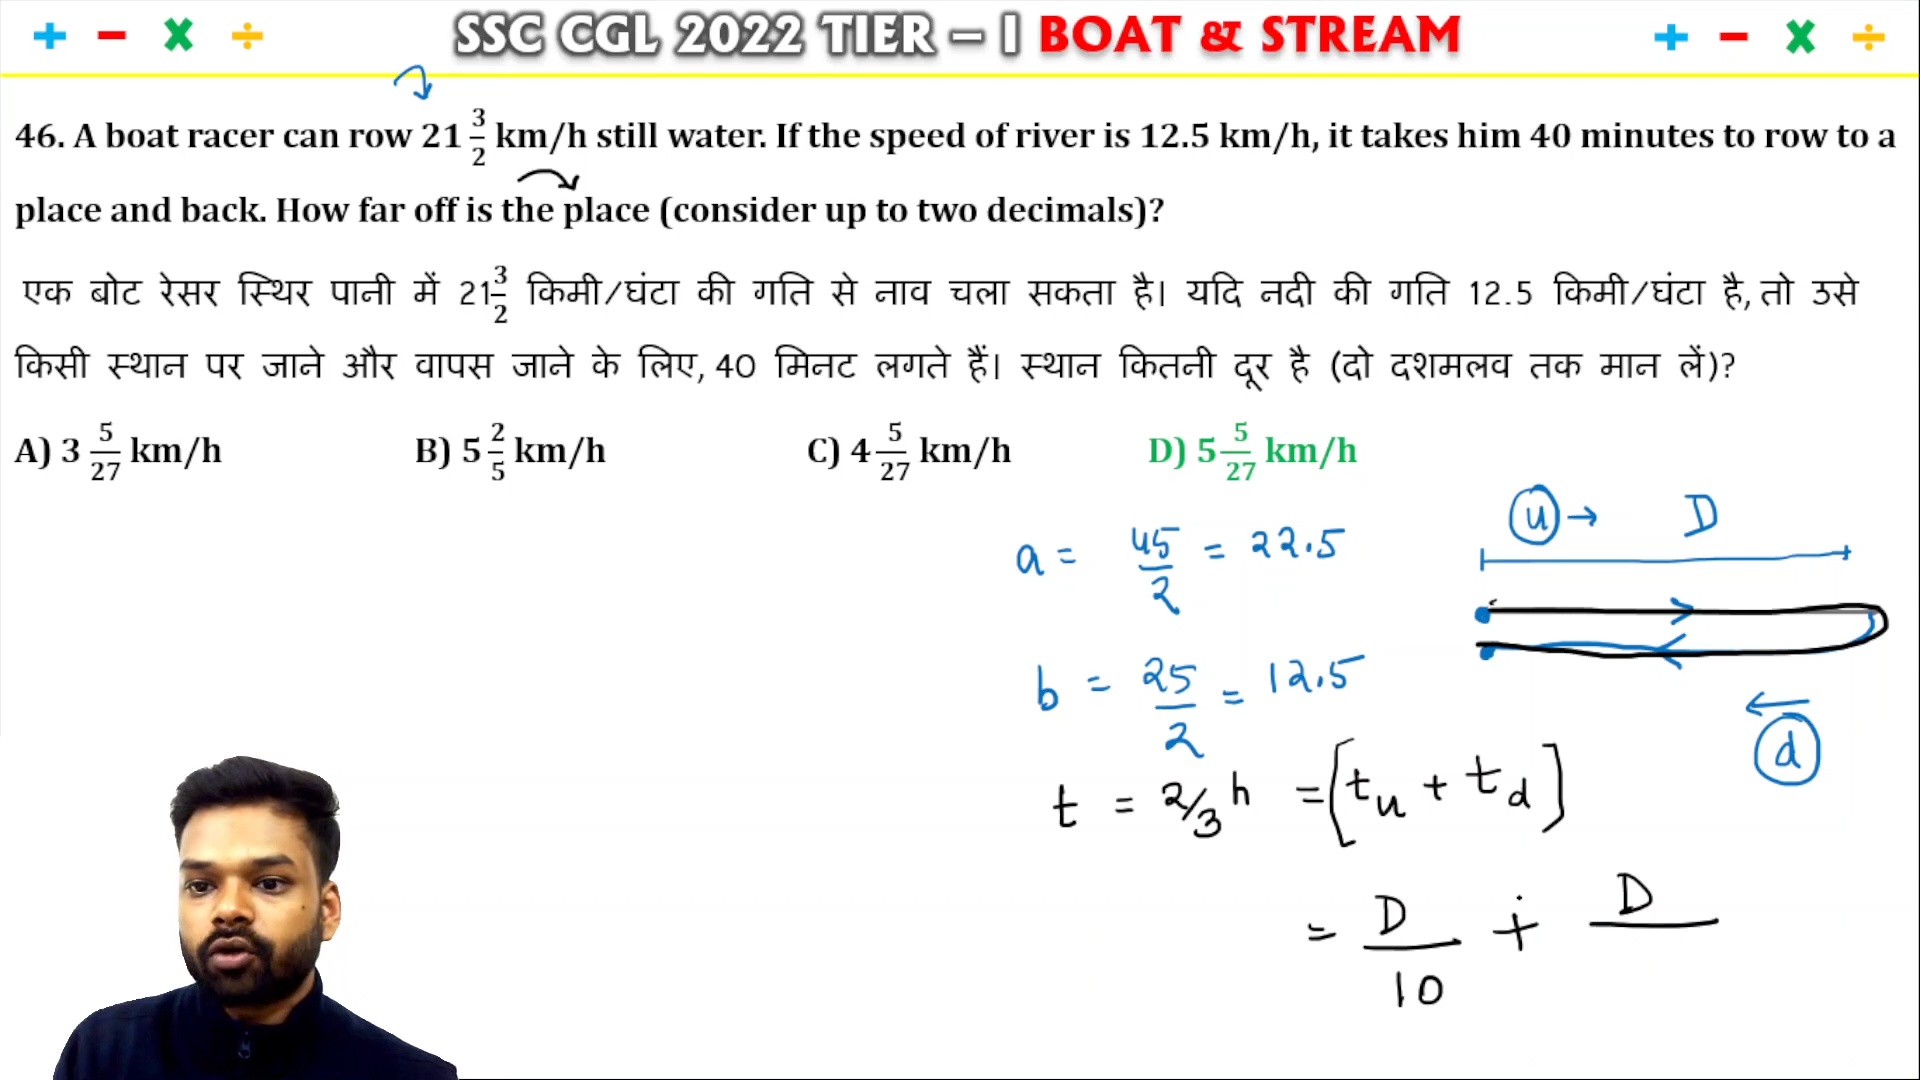 + - × ÷ SSC CGL 2022 TIER – I BOAT & STREAM + - × ÷
46. A boat racer can row 21 3/2 km/h still water. If the speed of river is 12.5 km/h, it takes him 40 minutes to row to a
place and back. How far off is the place (consider up to two decimals)?
एक बोट रेसर स्थिर पानी में 21 3/2 किमी/घंटा की गति से नाव चला सकता है। यदि नदी की गति 12.5 किमी/घंटा है, तो उसे
किसी स्थान पर जाने और वापस जाने के लिए, 40 मिनट लगते हैं। स्थान कितनी दूर है (दो दशमलव तक मान लें)?
A) 3 5/27 km/h B) 5 2/5 km/h C) 4 5/27 km/h D) 5 5/27 km/h
u → D
a = 45/2 = 22.5
b = 25/2 = 12.5
d
t = 2/3 h = [tu + td]
= D/10 + D